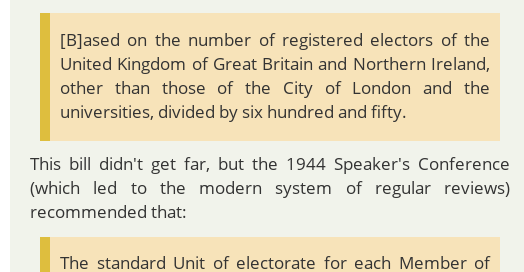 [B]ased on the number of registered electors of the
United Kingdom of Great Britain and Northern Ireland,
other than those of the City of London and the
universities, divided by six hundred and fifty.
This bill didn't get far, but the 1944 Speaker's Conference
(which led to the modern system of regular reviews)
recommended that:
The standard Unit of electorate for each Member of